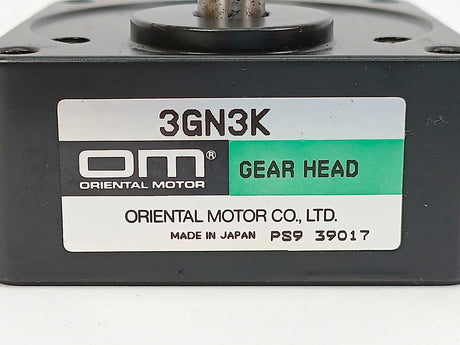 3GN3K
OM®
ORIENTAL MOTOR
GEAR HEAD
ORIENTAL MOTOR CO., LTD.
MADE IN JAPAN PS9 39017